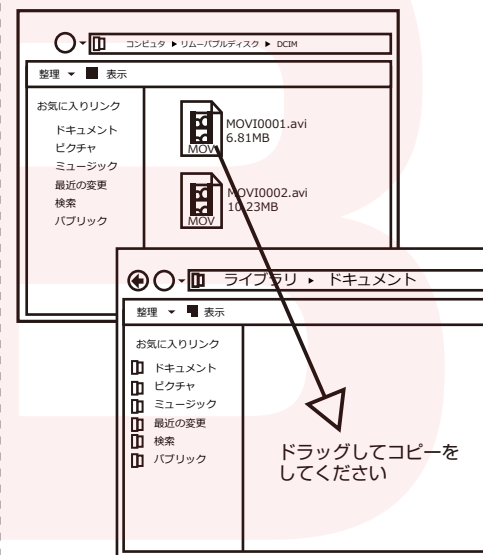 コンピュタ ▶ リムーバブルディスク ▶ DCIM
整理 ▼ ■ 表示
お気に入りリンク
ドキュメント
ピクチャ
ミュージック
最近の変更
検索
パブリック
MOVI0001.avi
6.81MB
MOV
MOVI0002.avi
10.23MB
MOV
ライブラリ ▸ ドキュメント
整理 ▼ 表示
お気に入りリンク
ドキュメント
ピクチャ
ミュージック
最近の変更
検索
パブリック
ドラッグしてコピーを
してください